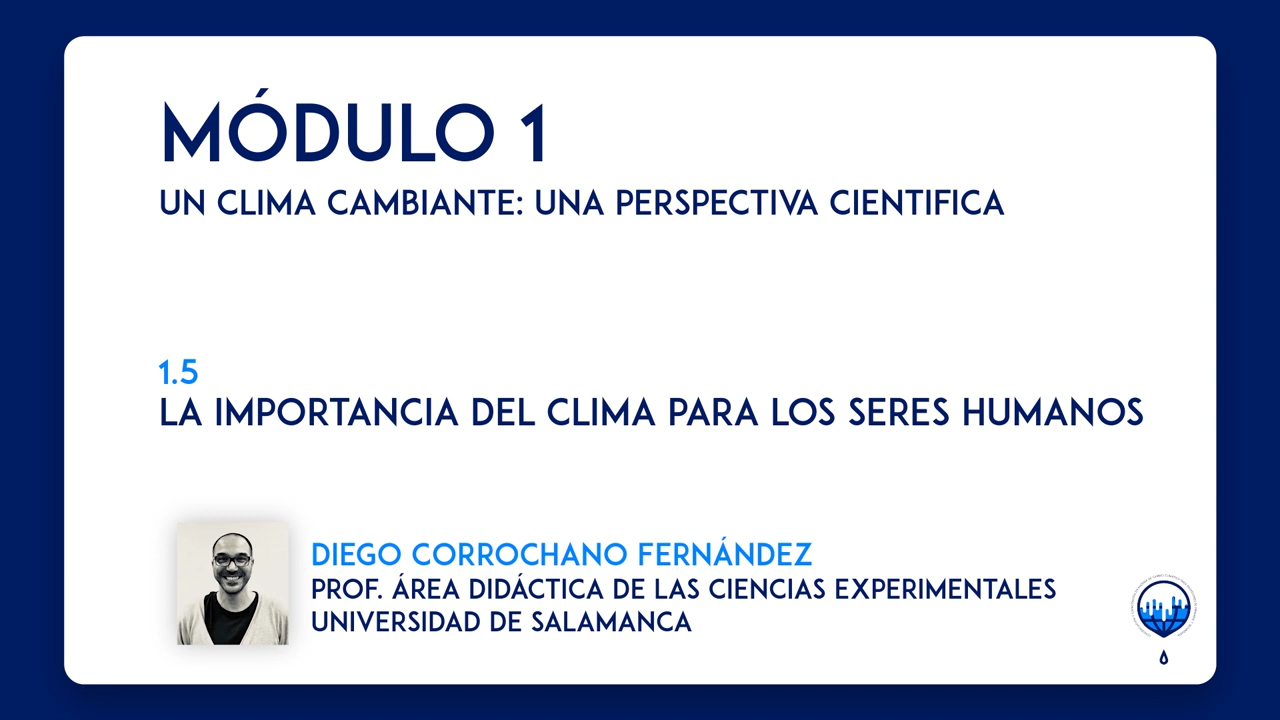 MÓDULO 1
UN CLIMA CAMBIANTE: UNA PERSPECTIVA CIENTIFICA
1.5
LA IMPORTANCIA DEL CLIMA PARA LOS SERES HUMANOS
DIEGO CORROCHANO FERNÁNDEZ
PROF. ÁREA DIDÁCTICA DE LAS CIENCIAS EXPERIMENTALES
UNIVERSIDAD DE SALAMANCA